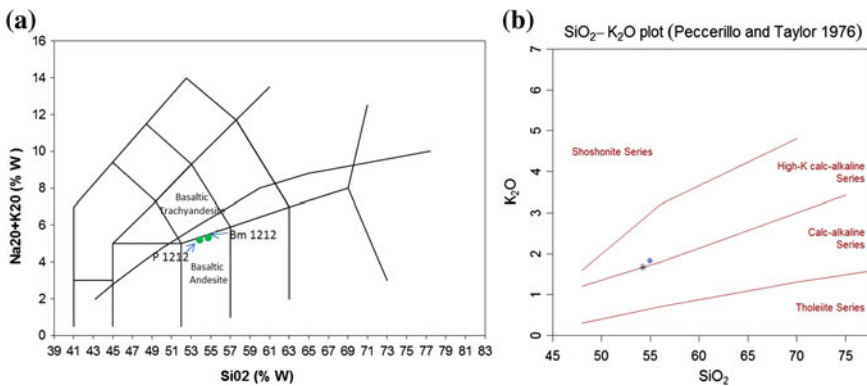 (a)
16
14
12
10
8
6
4
2
0
Na20+K20 (% W)
39 41 43 45 47 49 51 53 55 57 59 61 63 65 67 69 71 73 75 77 79 81 83
Si02 (% W)
Basaltic
Trachyandesite
Bm 1212
P 1212
Basaltic
Andesite
(b)
SiO2– K2O plot (Peccerillo and Taylor 1976)
7
6
5
4
3
2
1
0
K2O
45 50 55 60 65 70 75
SiO2
Shoshonite Series
High-K calc-alkaline
Series
Calc-alkaline
Series
Tholeiite Series